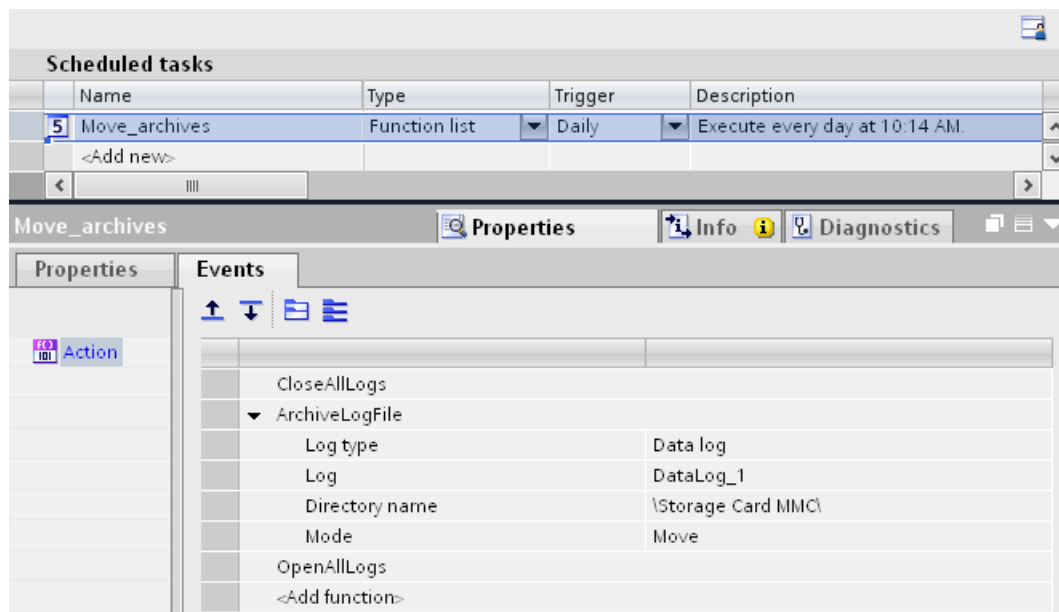 Scheduled tasks
Name Type Trigger Description
5 Move_archives Function list Daily Execute every day at 10:14 AM.
<Add new>
Move_archives Properties Info Diagnostics
Properties Events
Action
CloseAllLogs
ArchiveLogFile
Log type Data log
Log DataLog_1
Directory name \Storage Card MMC\
Mode Move
OpenAllLogs
<Add function>